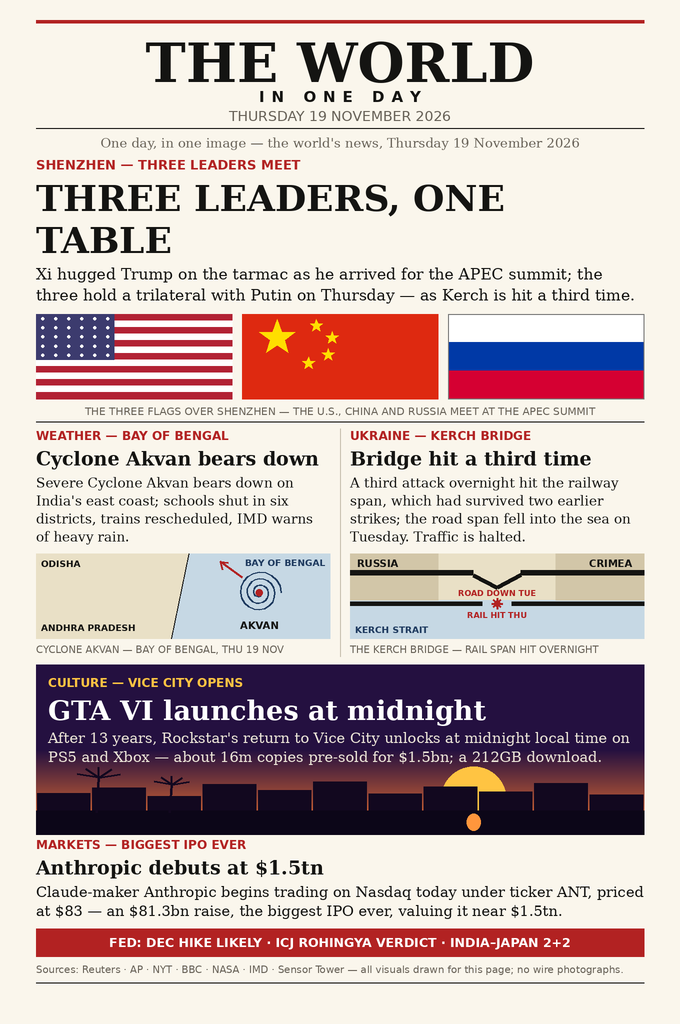 THE WORLD
IN ONE DAY
THURSDAY 19 NOVEMBER 2026
One day, in one image — the world's news, Thursday 19 November 2026
SHENZHEN — THREE LEADERS MEET
THREE LEADERS, ONE
TABLE
Xi hugged Trump on the tarmac as he arrived for the APEC summit; the
three hold a trilateral with Putin on Thursday — as Kerch is hit a third time.
THE THREE FLAGS OVER SHENZHEN — THE U.S., CHINA AND RUSSIA MEET AT THE APEC SUMMIT
WEATHER — BAY OF BENGAL
Cyclone Akvan bears down
Severe Cyclone Akvan bears down on
India's east coast; schools shut in six
districts, trains rescheduled, IMD warns
of heavy rain.
ODISHA
BAY OF BENGAL
ANDHRA PRADESH
AKVAN
CYCLONE AKVAN — BAY OF BENGAL, THU 19 NOV
UKRAINE — KERCH BRIDGE
Bridge hit a third time
A third attack overnight hit the railway
span, which had survived two earlier
strikes; the road span fell into the sea on
Tuesday. Traffic is halted.
RUSSIA
CRIMEA
ROAD DOWN TUE
RAIL HIT THU
KERCH STRAIT
THE KERCH BRIDGE — RAIL SPAN HIT OVERNIGHT
CULTURE — VICE CITY OPENS
GTA VI launches at midnight
After 13 years, Rockstar's return to Vice City unlocks at midnight local time on
PS5 and Xbox — about 16m copies pre-sold for $1.5bn; a 212GB download.
MARKETS — BIGGEST IPO EVER
Anthropic debuts at $1.5tn
Claude-maker Anthropic begins trading on Nasdaq today under ticker ANT, priced
at $83 — an $81.3bn raise, the biggest IPO ever, valuing it near $1.5tn.
FED: DEC HIKE LIKELY · ICJ ROHINGYA VERDICT · INDIA–JAPAN 2+2
Sources: Reuters · AP · NYT · BBC · NASA · IMD · Sensor Tower — all visuals drawn for this page; no wire photographs.